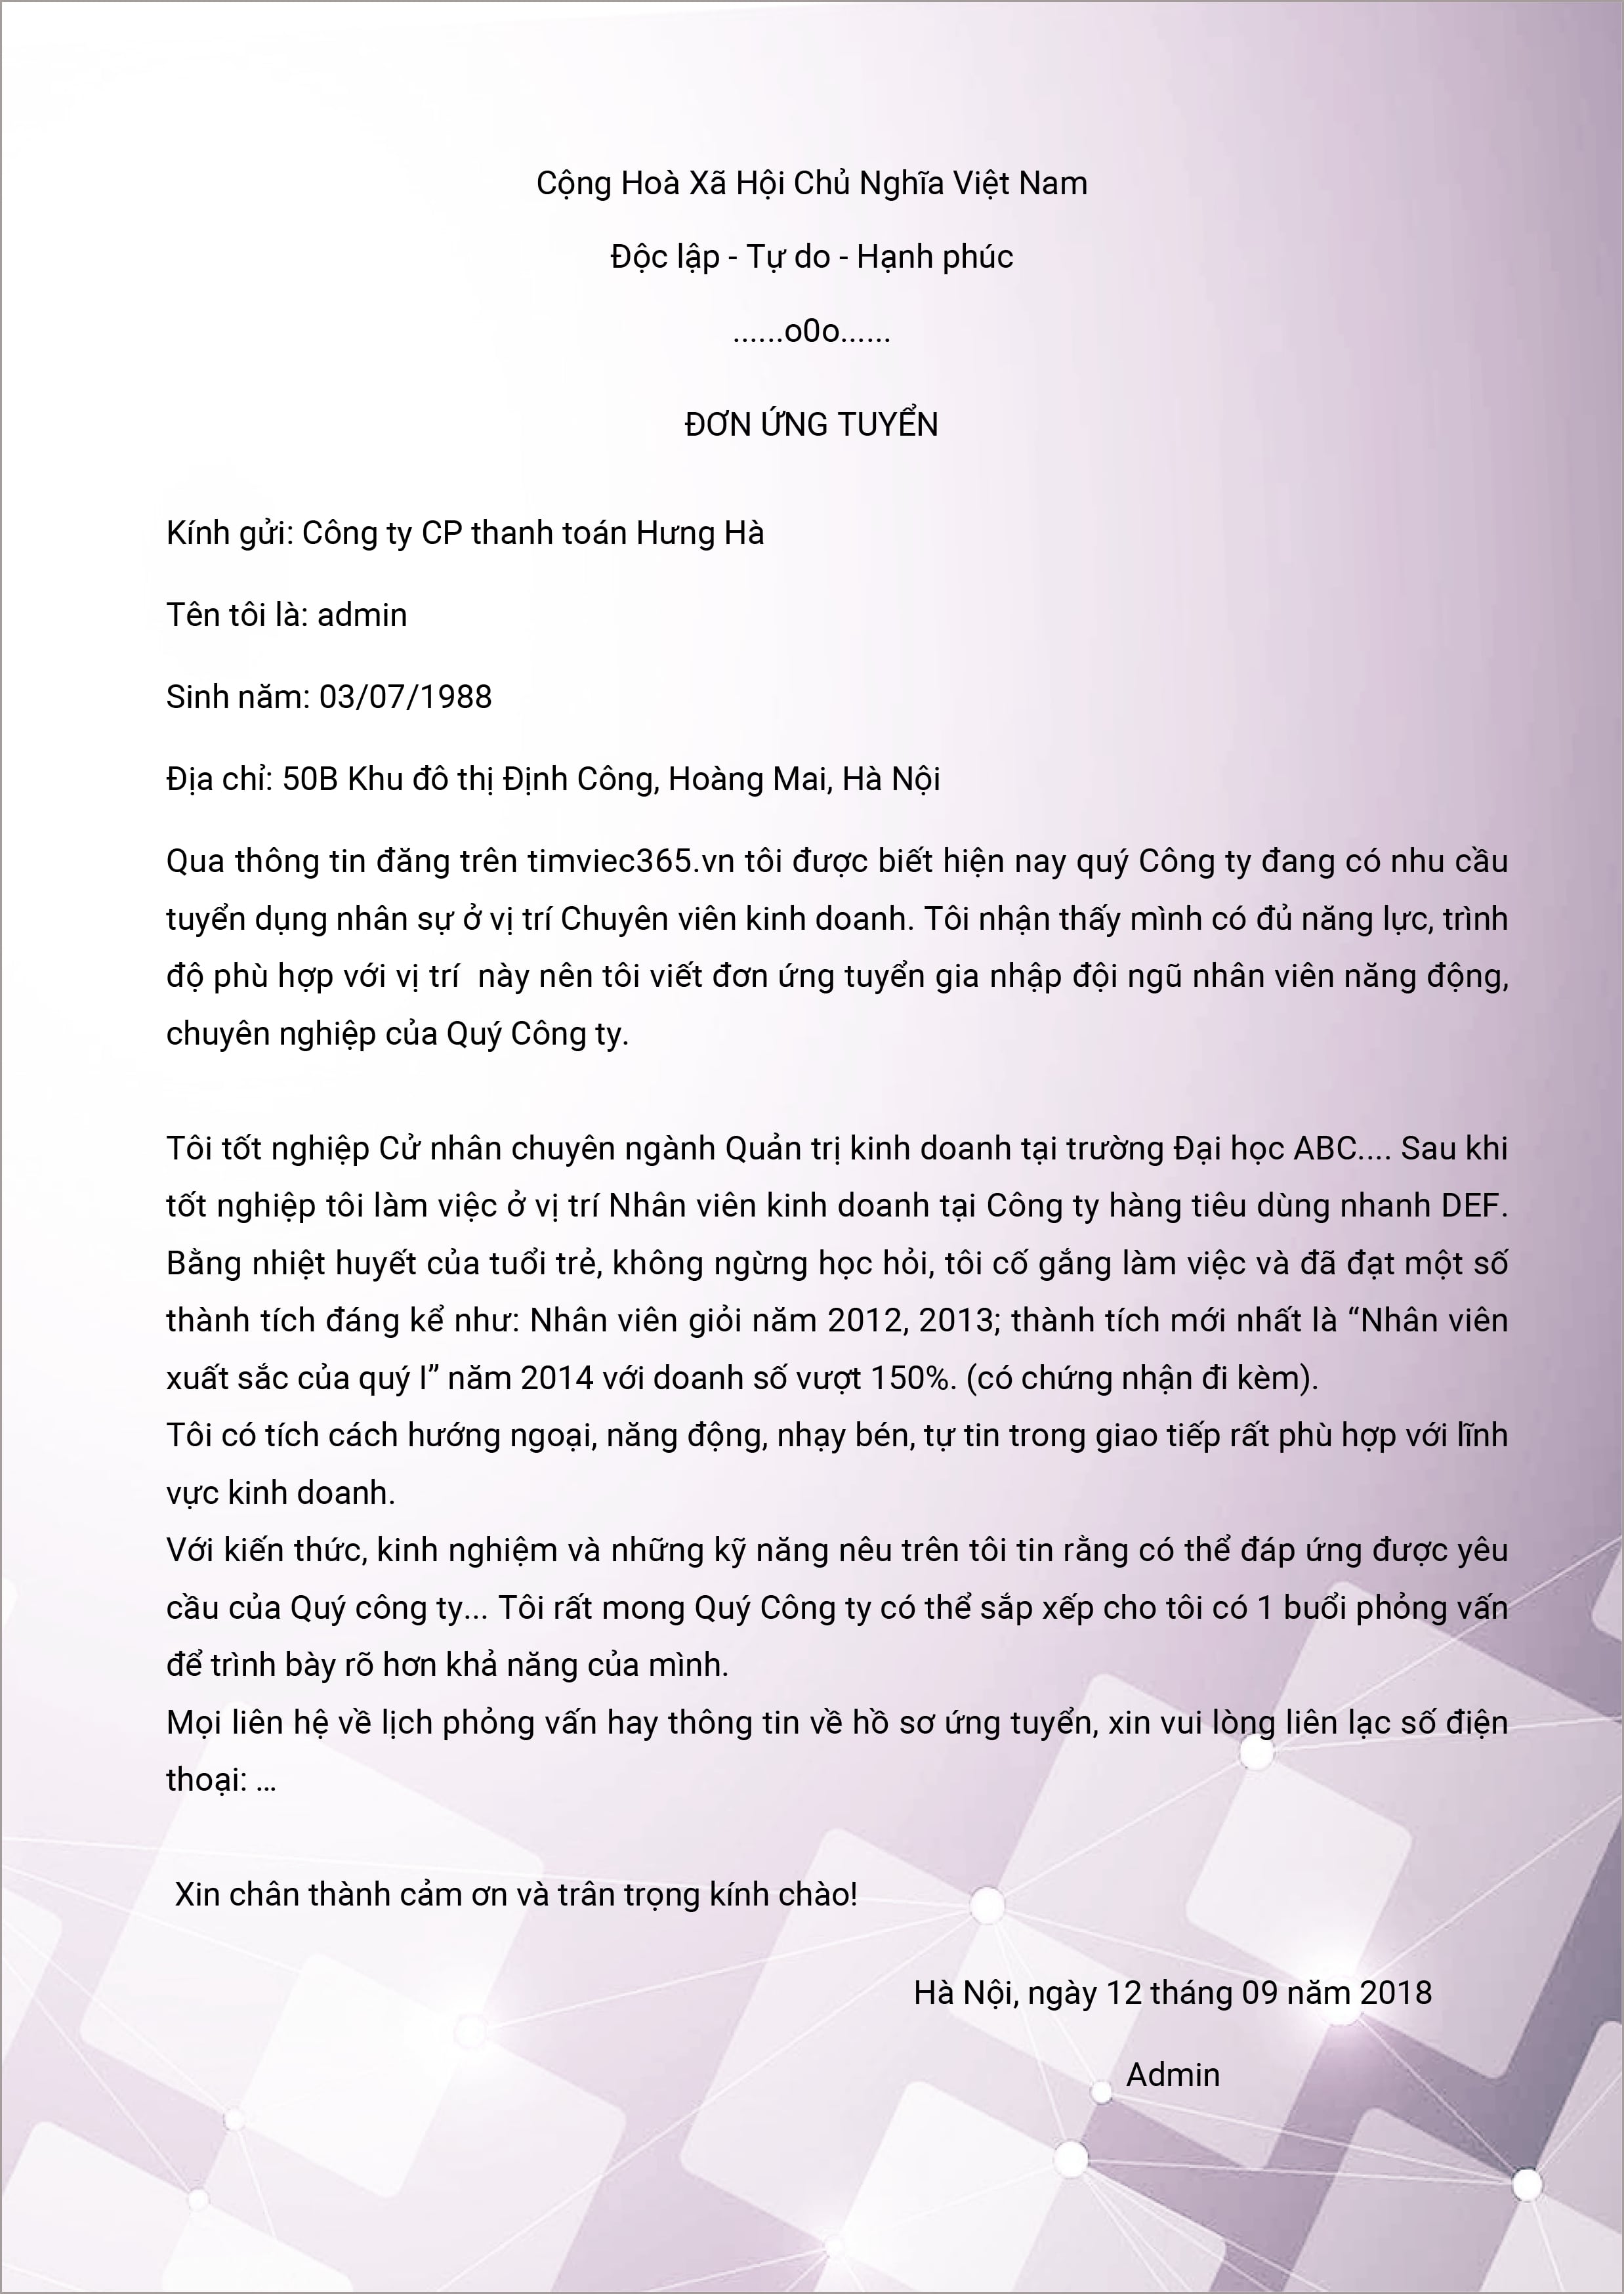 Cộng Hoà Xã Hội Chủ Nghĩa Việt Nam
Độc lập - Tự do - Hạnh phúc
......o0o......
ĐƠN ỨNG TUYỂN
Kính gửi: Công ty CP thanh toán Hưng Hà
Tên tôi là: admin
Sinh năm: 03/07/1988
Địa chỉ: 50B Khu đô thị Định Công, Hoàng Mai, Hà Nội
Qua thông tin đăng trên timviec365.vn tôi được biết hiện nay quý Công ty đang có nhu cầu
tuyển dụng nhân sự ở vị trí Chuyên viên kinh doanh. Tôi nhận thấy mình có đủ năng lực, trình
độ phù hợp với vị trí  này nên tôi viết đơn ứng tuyển gia nhập đội ngũ nhân viên năng động,
chuyên nghiệp của Quý Công ty.
Tôi tốt nghiệp Cử nhân chuyên ngành Quản trị kinh doanh tại trường Đại học ABC.... Sau khi
tốt nghiệp tôi làm việc ở vị trí Nhân viên kinh doanh tại Công ty hàng tiêu dùng nhanh DEF.
Bằng nhiệt huyết của tuổi trẻ, không ngừng học hỏi, tôi cố gắng làm việc và đã đạt một số
thành tích đáng kể như: Nhân viên giỏi năm 2012, 2013; thành tích mới nhất là “Nhân viên
xuất sắc của quý I” năm 2014 với doanh số vượt 150%. (có chứng nhận đi kèm).
Tôi có tích cách hướng ngoại, năng động, nhạy bén, tự tin trong giao tiếp rất phù hợp với lĩnh
vực kinh doanh.
Với kiến thức, kinh nghiệm và những kỹ năng nêu trên tôi tin rằng có thể đáp ứng được yêu
cầu của Quý công ty... Tôi rất mong Quý Công ty có thể sắp xếp cho tôi có 1 buổi phỏng vấn
để trình bày rõ hơn khả năng của mình.
Mọi liên hệ về lịch phỏng vấn hay thông tin về hồ sơ ứng tuyển, xin vui lòng liên lạc số điện
thoại: ...
Xin chân thành cảm ơn và trân trọng kính chào!
Hà Nội, ngày 12 tháng 09 năm 2018
Admin